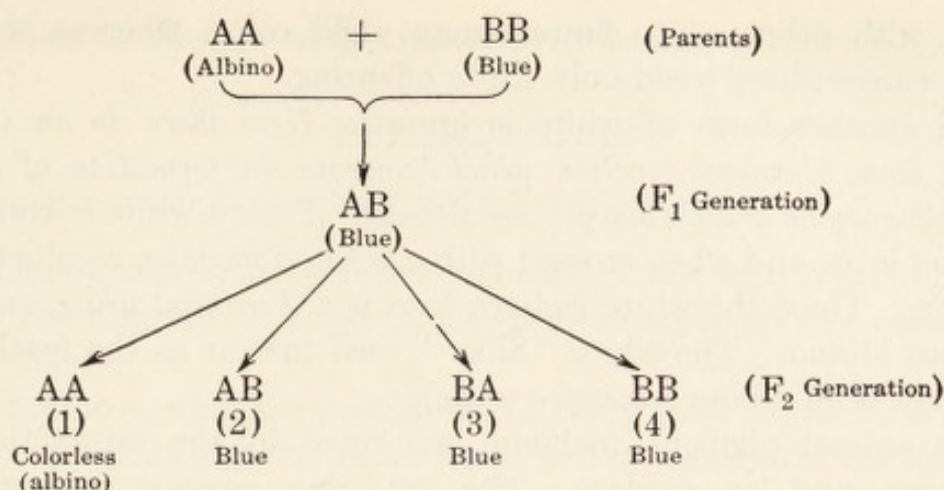 AA + BB (Parents)
(Albino) (Blue)
AB (F1 Generation)
(Blue)
AA AB BA BB (F2 Generation)
(1) (2) (3) (4)
Colorless Blue Blue Blue
(albino)